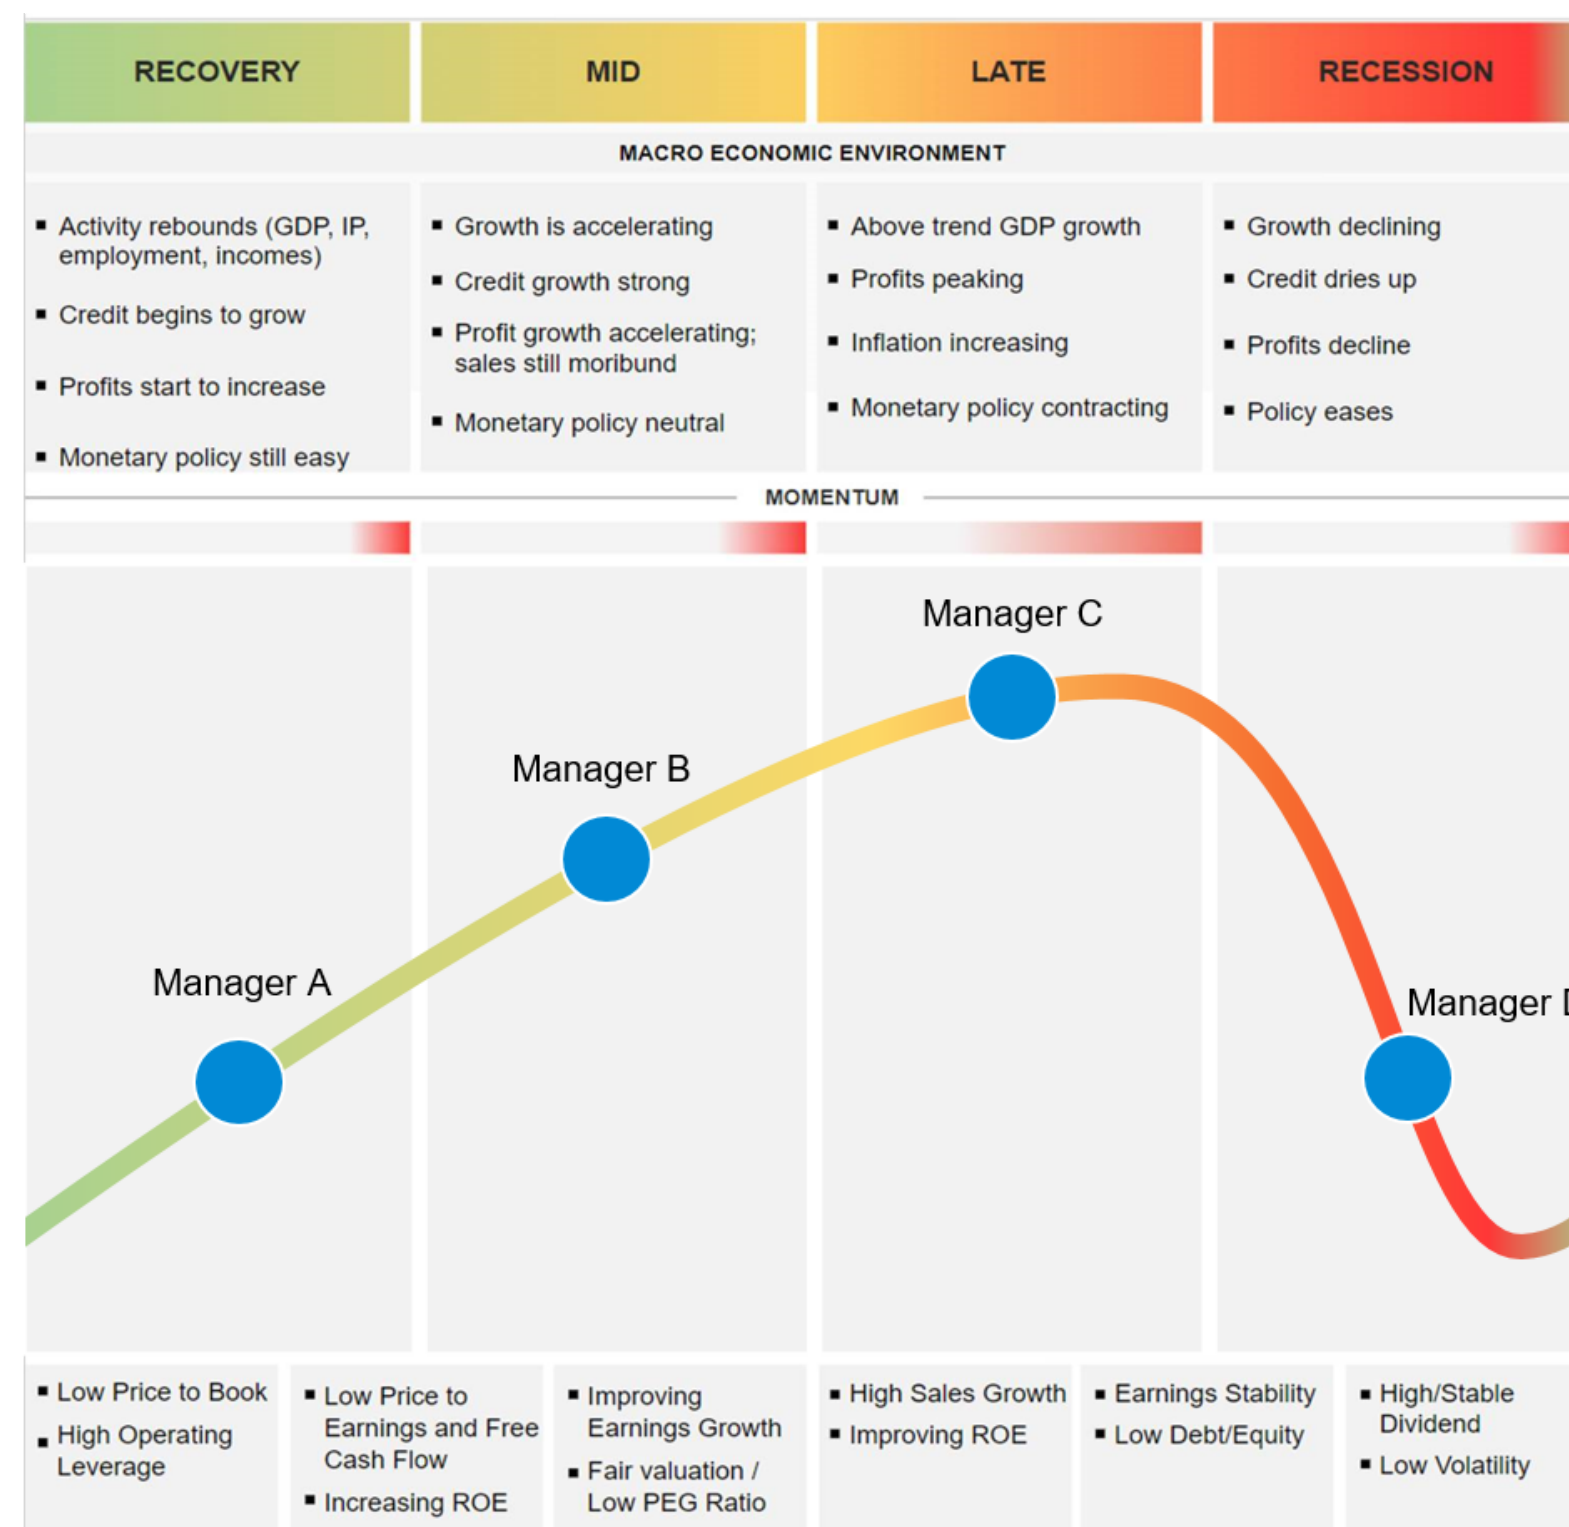 RECOVERY
MID
LATE
RECESSION
MACRO ECONOMIC ENVIRONMENT
Activity rebounds (GDP, IP,
employment, incomes)
Credit begins to grow
Profits start to increase
Monetary policy still easy
Growth is accelerating
Credit growth strong
Profit growth accelerating;
sales still moribund
Monetary policy neutral
Above trend GDP growth
Profits peaking
Inflation increasing
Monetary policy contracting
Growth declining
Credit dries up
Profits decline
Policy eases
MOMENTUM
Manager A
Manager B
Manager C
Manager
Low Price to Book
High Operating
Leverage
Low Price to
Earnings and Free
Cash Flow
Increasing ROE
Improving
Earnings Growth
Fair valuation /
Low PEG Ratio
High Sales Growth
Improving ROE
Earnings Stability
Low Debt/Equity
High/Stable
Dividend
Low Volatility